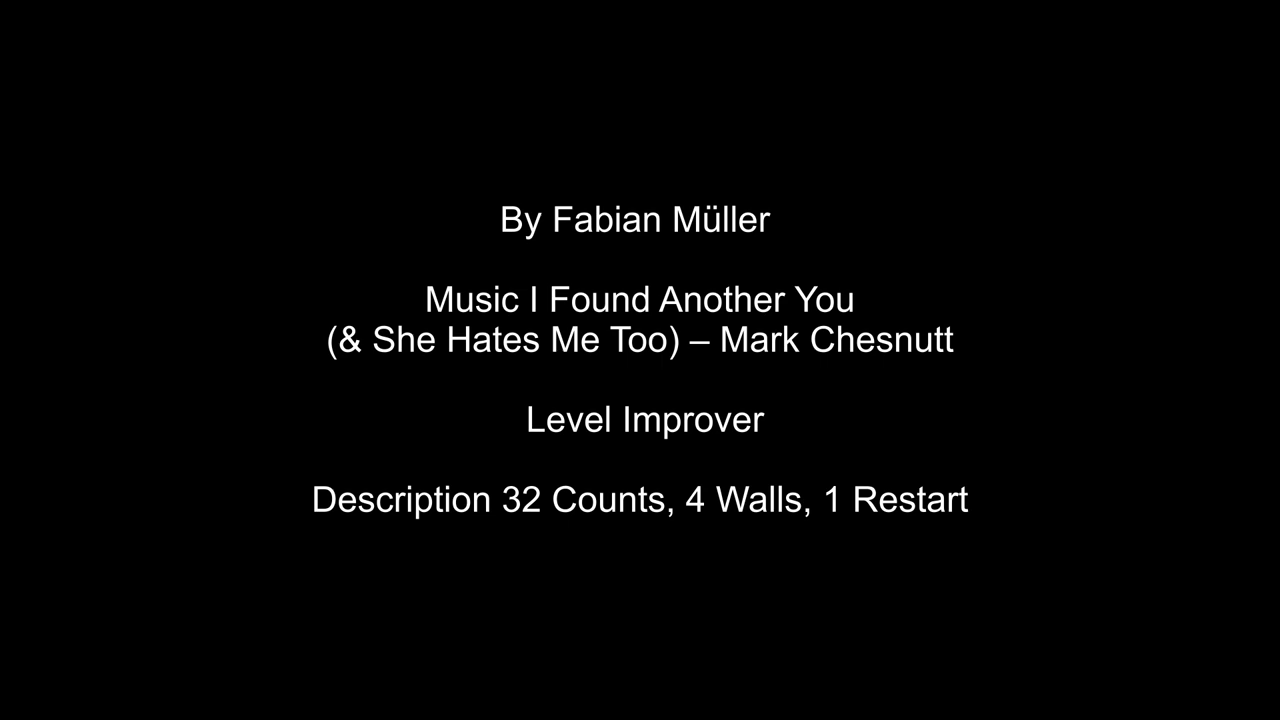 By Fabian Müller
Music I Found Another You
(& She Hates Me Too) – Mark Chesnutt
Level Improver
Description 32 Counts, 4 Walls, 1 Restart